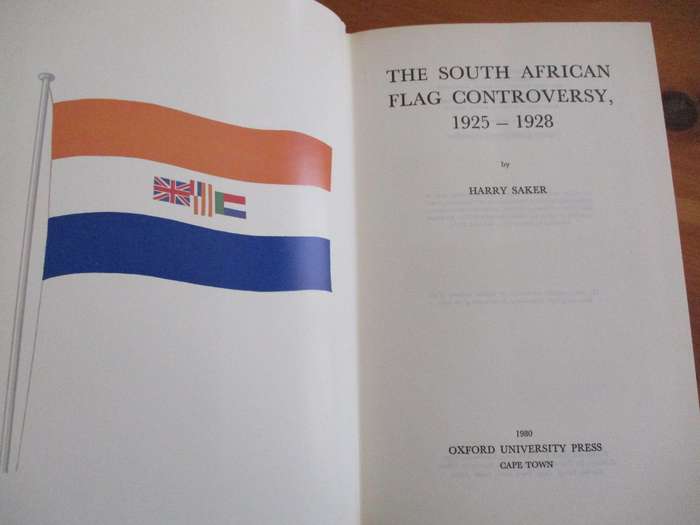 THE SOUTH AFRICAN
FLAG CONTROVERSY,
1925 – 1928
by
HARRY SAKER
1980
OXFORD UNIVERSITY PRESS
CAPE TOWN